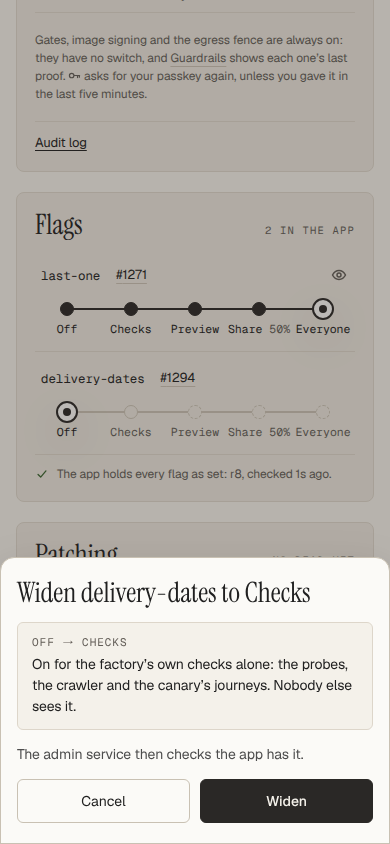 Gates, image signing and the egress fence are always on:
they have no switch, and Guardrails shows each one's last
proof. asks for your passkey again, unless you gave it in
the last five minutes.
Audit log
Flags
2 IN THE APP
last-one #1271
Off Checks Preview Share 50% Everyone
delivery-dates #1294
Off Checks Preview Share 50% Everyone
The app holds every flag as set: r8, checked 1s ago.
Patching
Widen delivery-dates to Checks
OFF → CHECKS
On for the factory's own checks alone: the probes,
the crawler and the canary's journeys. Nobody else
sees it.
The admin service then checks the app has it.
Cancel Widen